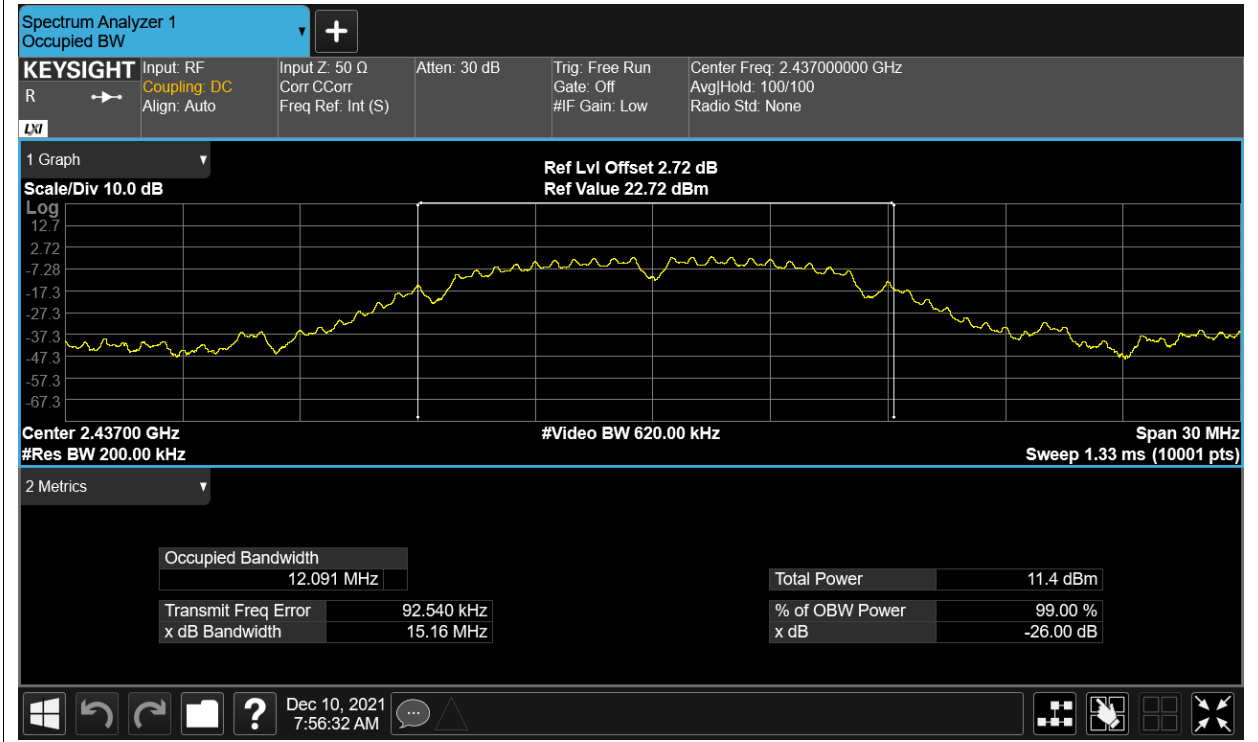 Spectrum Analyzer 1
Occupied BW
KEYSIGHT
R
LXI
Input: RF
Coupling: DC
Align: Auto
Input Z: 50 Ω
Corr CCorr
Freq Ref: Int (S)
Atten: 30 dB
Trig: Free Run
Gate: Off
#IF Gain: Low
Center Freq: 2.437000000 GHz
Avg|Hold: 100/100
Radio Std: None
1 Graph
Scale/Div 10.0 dB
Ref Lvl Offset 2.72 dB
Ref Value 22.72 dBm
Log
12.7
2.72
-7.28
-17.3
-27.3
-37.3
-47.3
-57.3
-67.3
Center 2.43700 GHz
#Video BW 620.00 kHz
Span 30 MHz
#Res BW 200.00 kHz
Sweep 1.33 ms (10001 pts)
2 Metrics
Occupied Bandwidth
12.091 MHz
Total Power 11.4 dBm
Transmit Freq Error 92.540 kHz
% of OBW Power 99.00 %
x dB Bandwidth 15.16 MHz
x dB -26.00 dB
?
Dec 10, 2021
7:56:32 AM